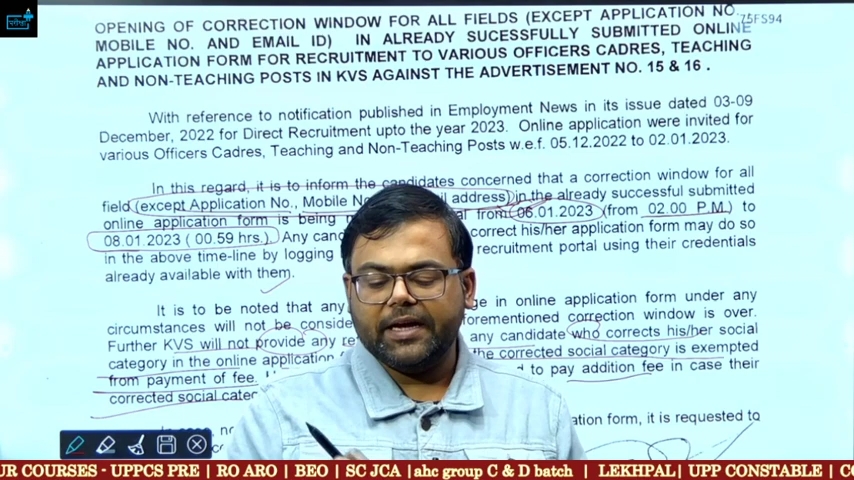 परीक्षा
75FS94
OPENING OF CORRECTION WINDOW FOR ALL FIELDS (EXCEPT APPLICATION NO.
MOBILE NO. AND EMAIL ID) IN ALREADY SUCESSFULLY SUBMITTED ONLINE
APPLICATION FORM FOR RECRUITMENT TO VARIOUS OFFICERS CADRES, TEACHING
AND NON-TEACHING POSTS IN KVS AGAINST THE ADVERTISEMENT NO. 15 & 16 .
With reference to notification published in Employment News in its issue dated 03-09
December, 2022 for Direct Recruitment upto the year 2023. Online application were invited for
various Officers Cadres, Teaching and Non-Teaching Posts w.e.f. 05.12.2022 to 02.01.2023.
In this regard, it is to inform the candidates concerned that a correction window for all
field (except Application No., Mobile No address) in the already successful submitted
online application form is being from 06.01.2023 (from 02.00 P.M.) to
08.01.2023 ( 00.59 hrs.). Any correct his/her application form may do so
in the above time-line by logging recruitment portal using their credentials
already available with them.
It is to be noted that any in online application form under any
circumstances will not be aforementioned correction window is over.
Further KVS will not provide any any candidate who corrects his/her social
category in the online application the corrected social category is exempted
from payment of fee. to pay addition fee in case their
corrected social
form, it is requested to
UR COURSES - UPPCS PRE | RO ARO | BEO | SC JCA | ahc group C & D batch | LEKHPAL| UPP CONSTABLE |